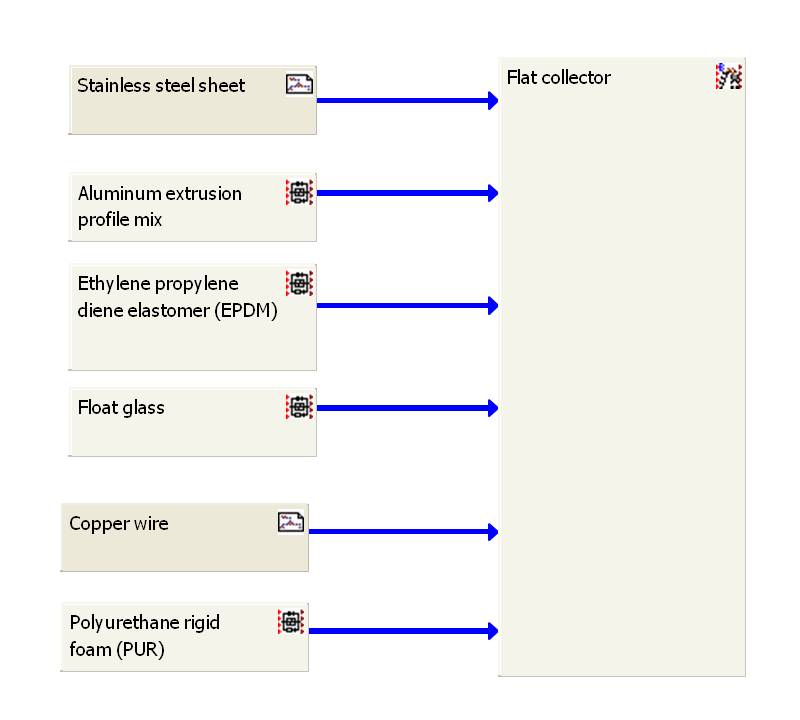 Stainless steel sheet
Flat collector
Aluminum extrusion
profile mix
Ethylene propylene
diene elastomer (EPDM)
Float glass
Copper wire
Polyurethane rigid
foam (PUR)